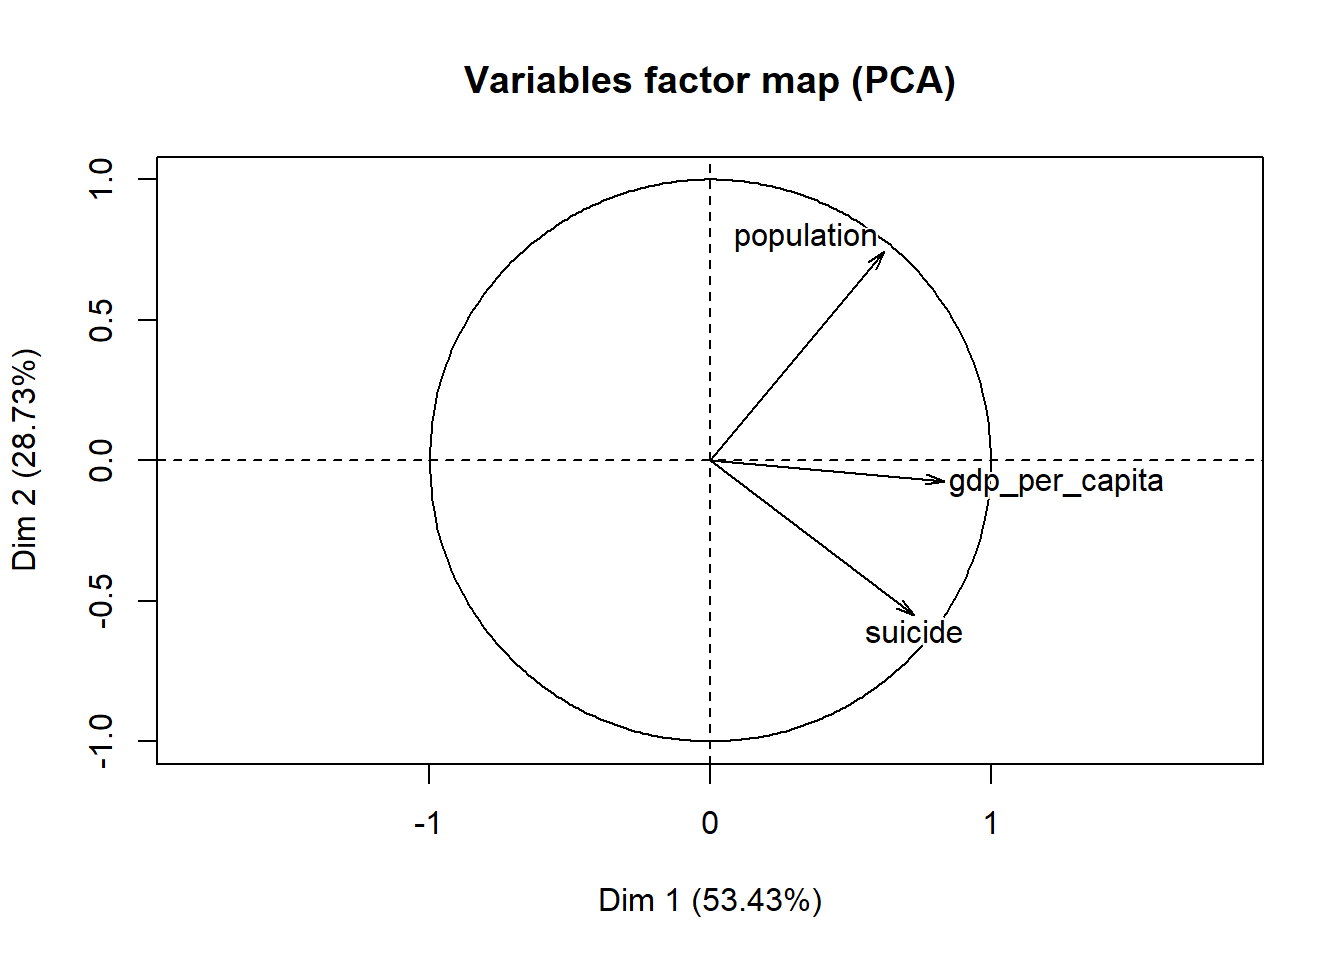 Variables factor map (PCA)
1.0
0.5
0.0
-0.5
-1.0
Dim 2 (28.73%)
population
gdp_per_capita
suicide
-1
0
1
Dim 1 (53.43%)